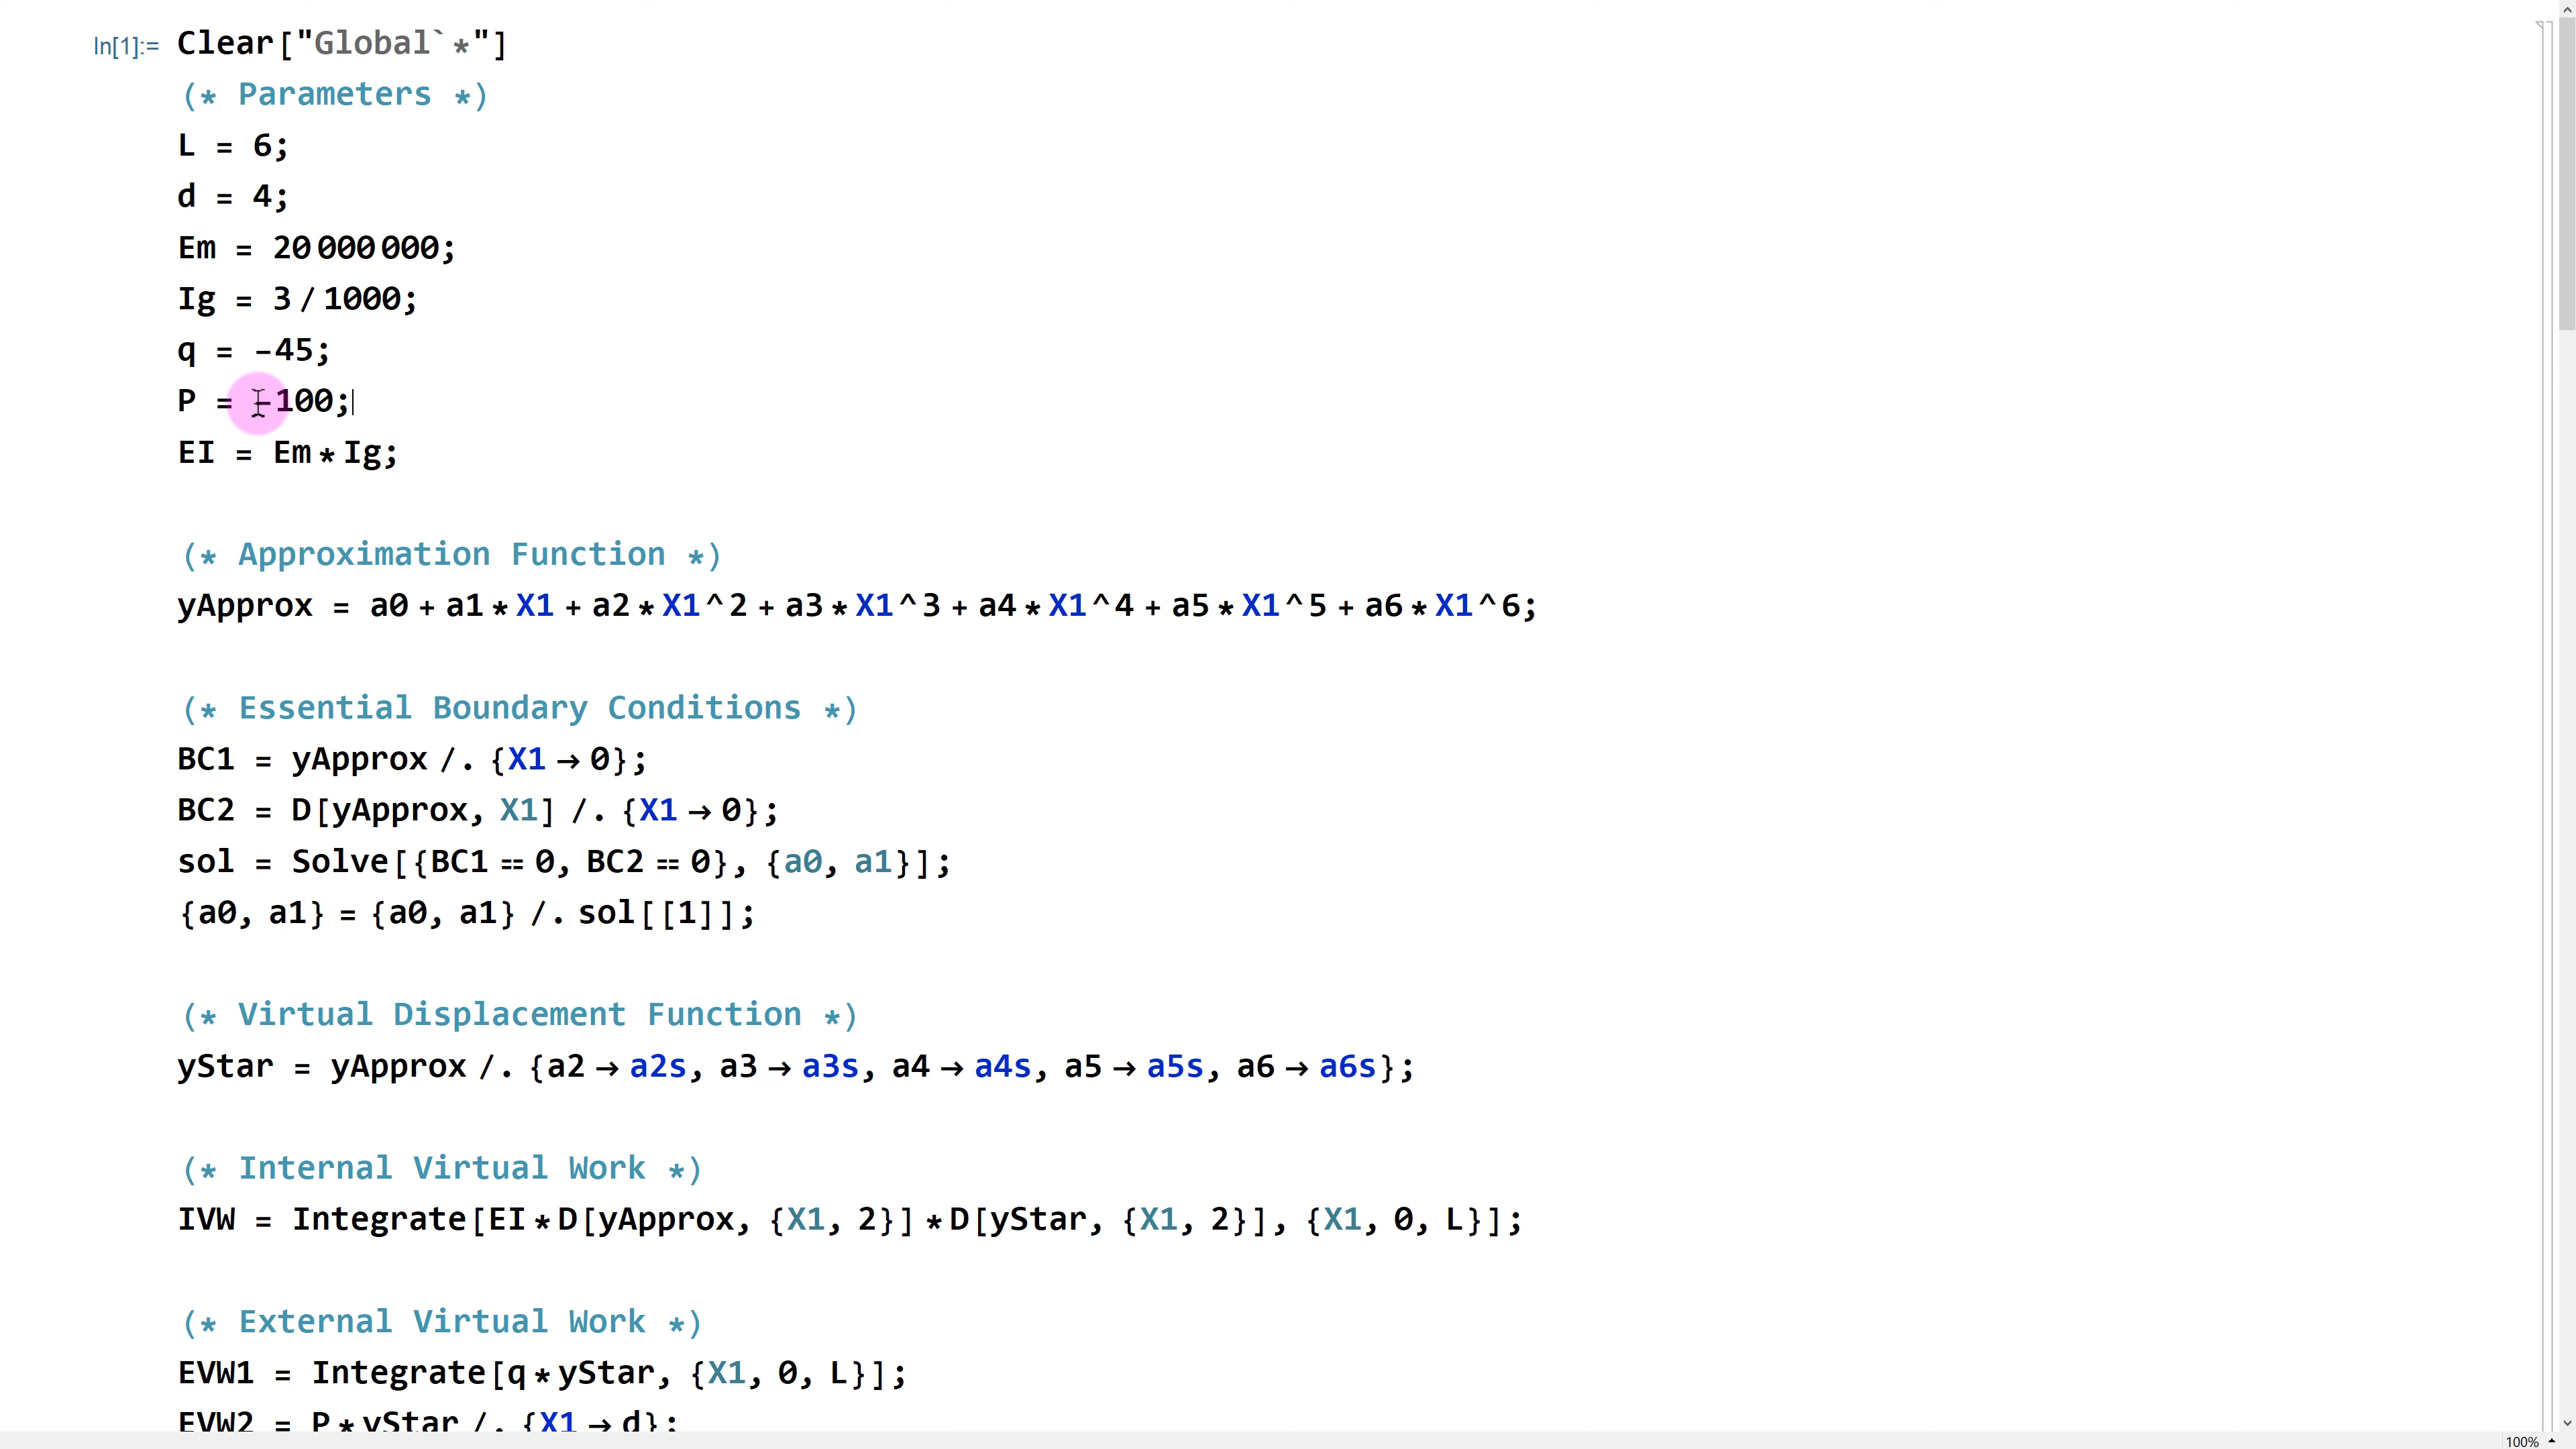 In[1]:= Clear["Global`*"]
(* Parameters *)
L = 6;
d = 4;
Em = 20000000;
Ig = 3/1000;
q = -45;
P = -100;
EI = Em*Ig;
(* Approximation Function *)
yApprox = a0 + a1*X1 + a2*X1^2 + a3*X1^3 + a4*X1^4 + a5*X1^5 + a6*X1^6;
(* Essential Boundary Conditions *)
BC1 = yApprox /. {X1 → 0};
BC2 = D[yApprox, X1] /. {X1 → 0};
sol = Solve[{BC1 == 0, BC2 == 0}, {a0, a1}];
{a0, a1} = {a0, a1} /. sol[[1]];
(* Virtual Displacement Function *)
yStar = yApprox /. {a2 → a2s, a3 → a3s, a4 → a4s, a5 → a5s, a6 → a6s};
(* Internal Virtual Work *)
IVW = Integrate[EI*D[yApprox, {X1, 2}]*D[yStar, {X1, 2}], {X1, 0, L}];
(* External Virtual Work *)
EVW1 = Integrate[q*yStar, {X1, 0, L}];
EVW2 = P*yStar /. {X1 → d};
100%